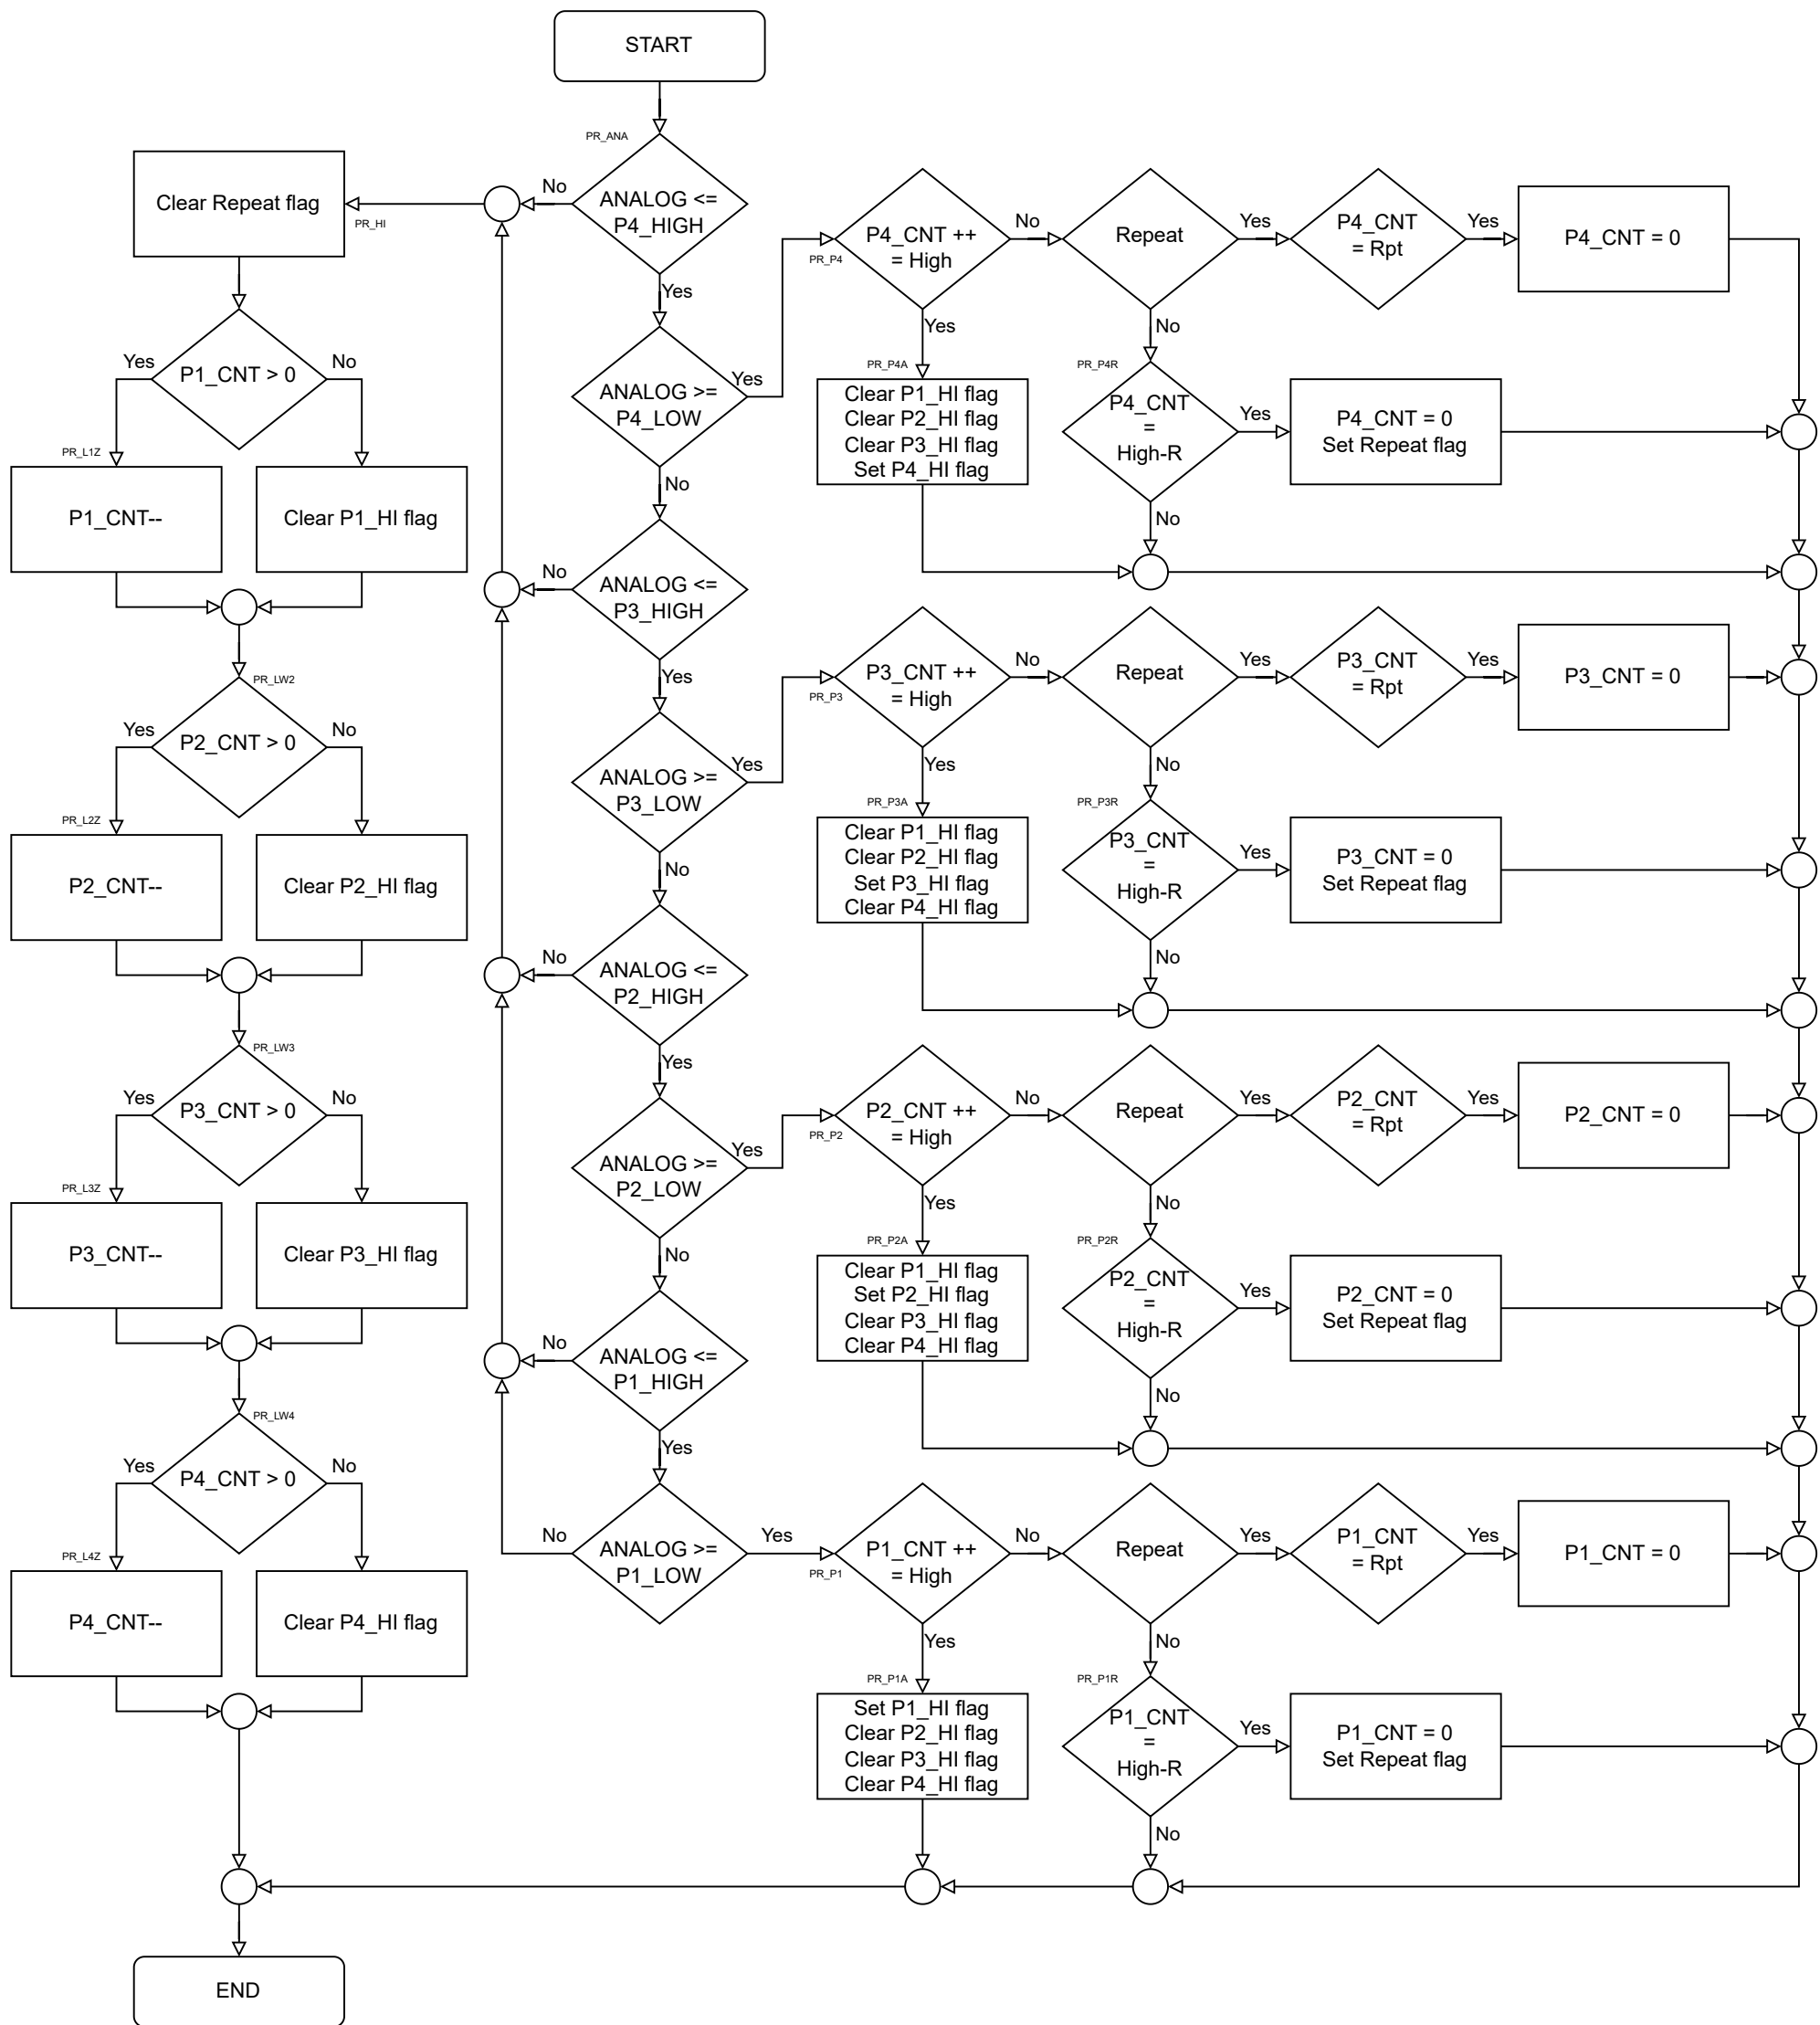 START
PR_ANA
ANALOG <=
P4_HIGH
No
Yes
Clear Repeat flag
PR_HI
P1_CNT > 0
Yes
No
PR_L1Z
P1_CNT--
Clear P1_HI flag
PR_LW2
P2_CNT > 0
Yes
No
PR_L2Z
P2_CNT--
Clear P2_HI flag
PR_LW3
P3_CNT > 0
Yes
No
PR_L3Z
P3_CNT--
Clear P3_HI flag
PR_LW4
P4_CNT > 0
Yes
No
PR_L4Z
P4_CNT--
Clear P4_HI flag
END
ANALOG >=
P4_LOW
Yes
No
ANALOG <=
P3_HIGH
No
Yes
ANALOG >=
P3_LOW
Yes
No
ANALOG <=
P2_HIGH
No
Yes
ANALOG >=
P2_LOW
Yes
No
ANALOG <=
P1_HIGH
No
Yes
ANALOG >=
P1_LOW
No
Yes
PR_P4
P4_CNT ++
= High
No
Yes
Repeat
Yes
No
P4_CNT
= Rpt
Yes
P4_CNT = 0
PR_P4A
Clear P1_HI flag
Clear P2_HI flag
Clear P3_HI flag
Set P4_HI flag
PR_P4R
P4_CNT
=
High-R
Yes
No
P4_CNT = 0
Set Repeat flag
PR_P3
P3_CNT ++
= High
No
Yes
Repeat
Yes
No
P3_CNT
= Rpt
Yes
P3_CNT = 0
PR_P3A
Clear P1_HI flag
Clear P2_HI flag
Set P3_HI flag
Clear P4_HI flag
PR_P3R
P3_CNT
=
High-R
Yes
No
P3_CNT = 0
Set Repeat flag
PR_P2
P2_CNT ++
= High
No
Yes
Repeat
Yes
No
P2_CNT
= Rpt
Yes
P2_CNT = 0
PR_P2A
Clear P1_HI flag
Set P2_HI flag
Clear P3_HI flag
Clear P4_HI flag
PR_P2R
P2_CNT
=
High-R
Yes
No
P2_CNT = 0
Set Repeat flag
PR_P1
P1_CNT ++
= High
No
Yes
Repeat
Yes
No
P1_CNT
= Rpt
Yes
P1_CNT = 0
PR_P1A
Set P1_HI flag
Clear P2_HI flag
Clear P3_HI flag
Clear P4_HI flag
PR_P1R
P1_CNT
=
High-R
Yes
No
P1_CNT = 0
Set Repeat flag